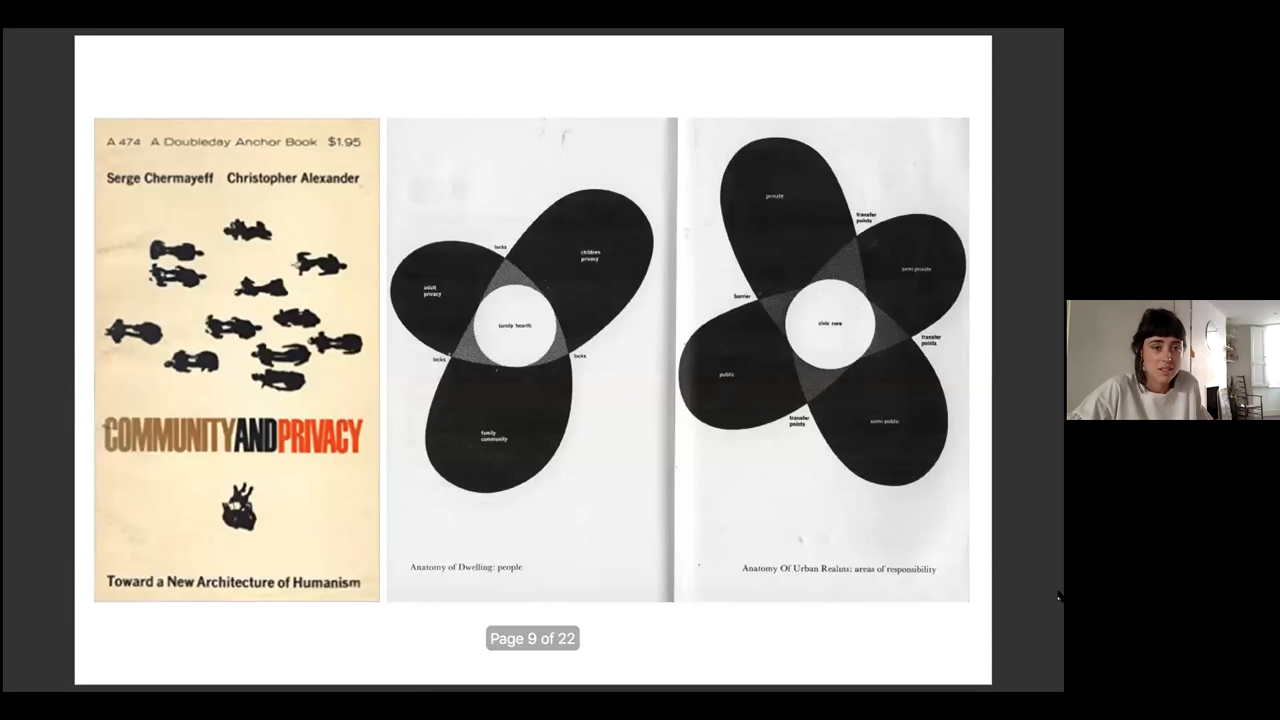 A 474 A Doubleday Anchor Book $1.95
Serge Chermayeff Christopher Alexander
COMMUNITYANDPRIVACY
Toward a New Architecture of Humanism
locks
children
privacy
adult
privacy
family hearth
locks
locks
family
community
Anatomy of Dwelling: people
private
transfer
points
semi-private
barrier
civic core
transfer
points
public
transfer
points
semi-public
Anatomy Of Urban Realms: areas of responsibility
Page 9 of 22